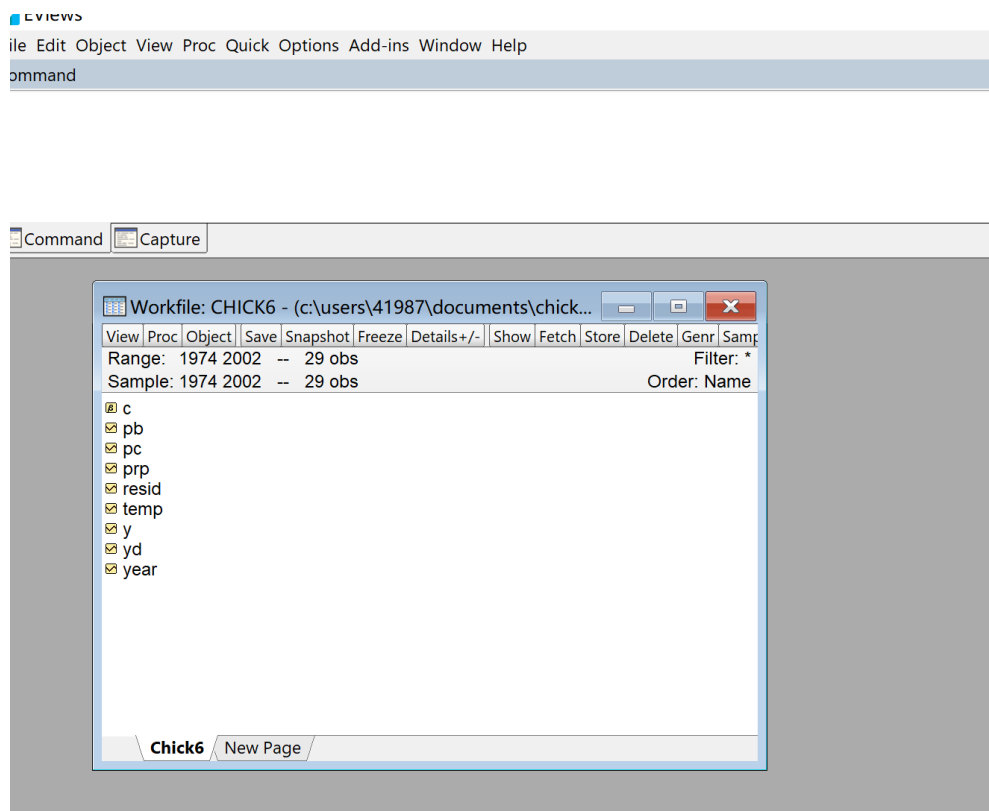 EViews
ile Edit Object View Proc Quick Options Add-ins Window Help
ommand
Command Capture
Workfile: CHICK6 - (c:\users\41987\documents\chick...
View Proc Object Save Snapshot Freeze Details+/- Show Fetch Store Delete Genr Samp
Range: 1974 2002 -- 29 obs Filter: *
Sample: 1974 2002 -- 29 obs Order: Name
c
pb
pc
prp
resid
temp
y
yd
year
Chick6 New Page